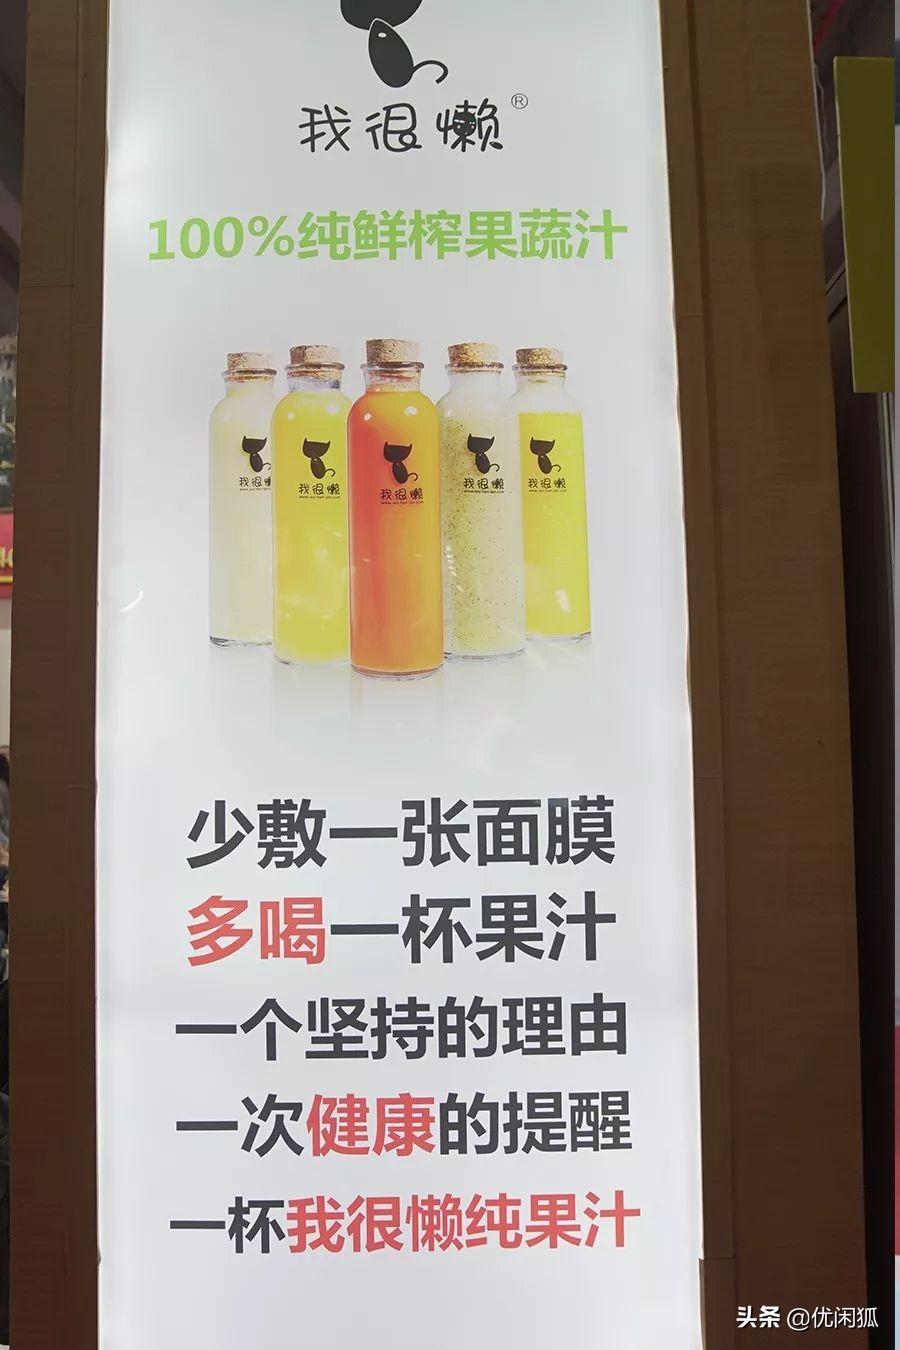 我很懒®
100%纯鲜榨果蔬汁
我很懒
我很懒
我很懒
我很懒
我很懒
少敷一张面膜
多喝一杯果汁
一个坚持的理由
一次健康的提醒
一杯我很懒纯果汁
头条 @优闲狐